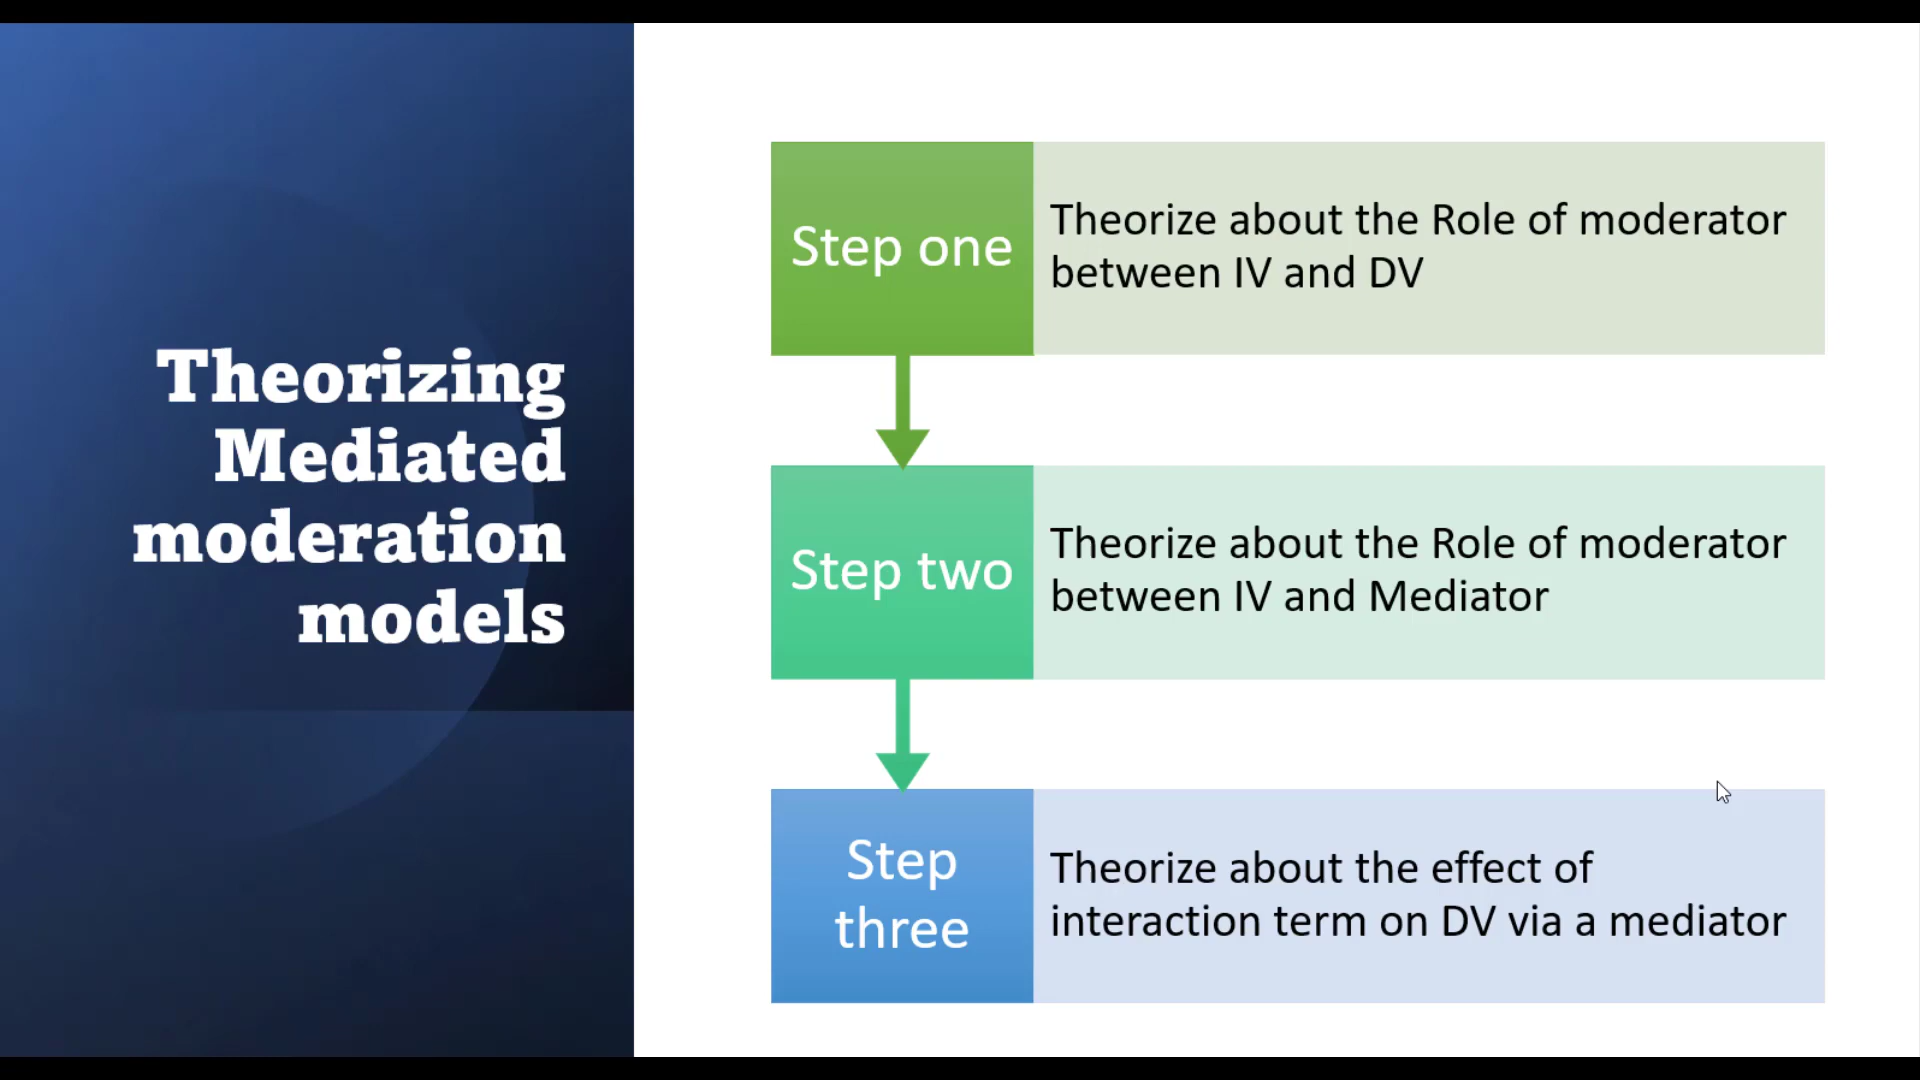 Theorizing
Mediated
moderation
models
Step one
Theorize about the Role of moderator
between IV and DV
Step two
Theorize about the Role of moderator
between IV and Mediator
Step
three
Theorize about the effect of
interaction term on DV via a mediator